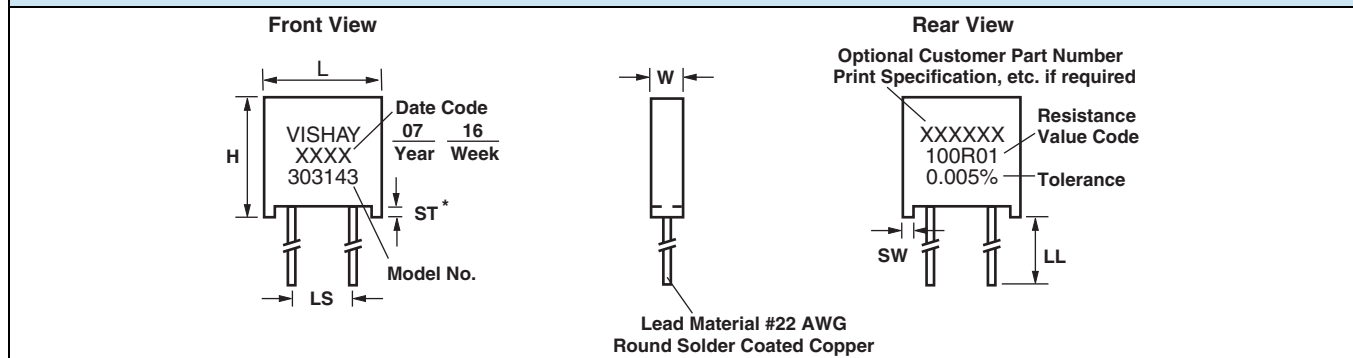 Front View
L
H
VISHAY
XXXX
303143
Date Code
07 16
Year Week
ST*
Model No.
LS
W
Lead Material #22 AWG
Round Solder Coated Copper
Rear View
Optional Customer Part Number
Print Specification, etc. if required
XXXXXX
100R01
0.005%
Resistance
Value Code
Tolerance
SW
LL